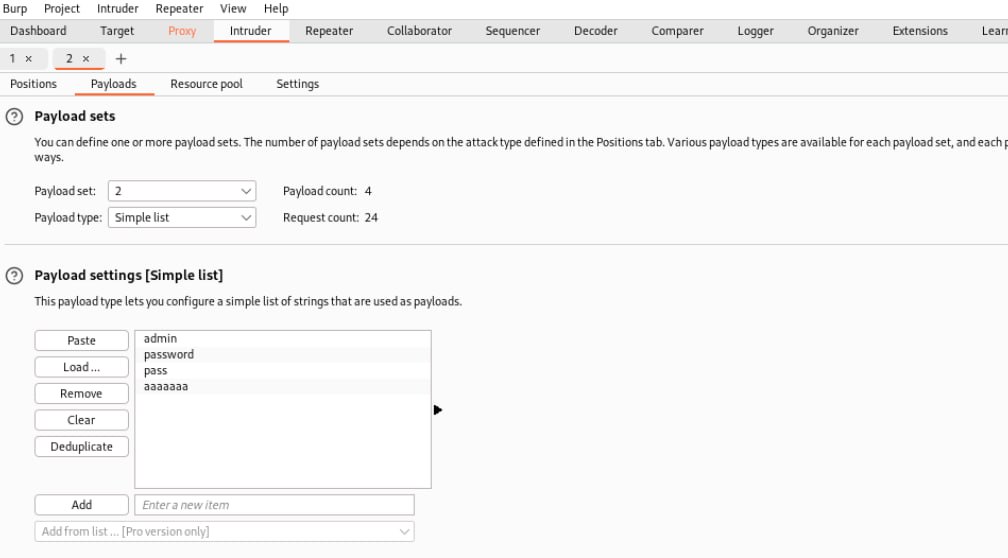 Burp Project Intruder Repeater View Help
Dashboard Target Proxy Intruder Repeater Collaborator Sequencer Decoder Comparer Logger Organizer Extensions Learn
1 × 2 × +
Positions Payloads Resource pool Settings
? Payload sets
You can define one or more payload sets. The number of payload sets depends on the attack type defined in the Positions tab. Various payload types are available for each payload set, and each p
ways.
Payload set: 2 Payload count: 4
Payload type: Simple list Request count: 24
? Payload settings [Simple list]
This payload type lets you configure a simple list of strings that are used as payloads.
Paste admin
password
Load ... pass
aaaaaaa
Remove
Clear
Deduplicate
Add Enter a new item
Add from list ... [Pro version only]